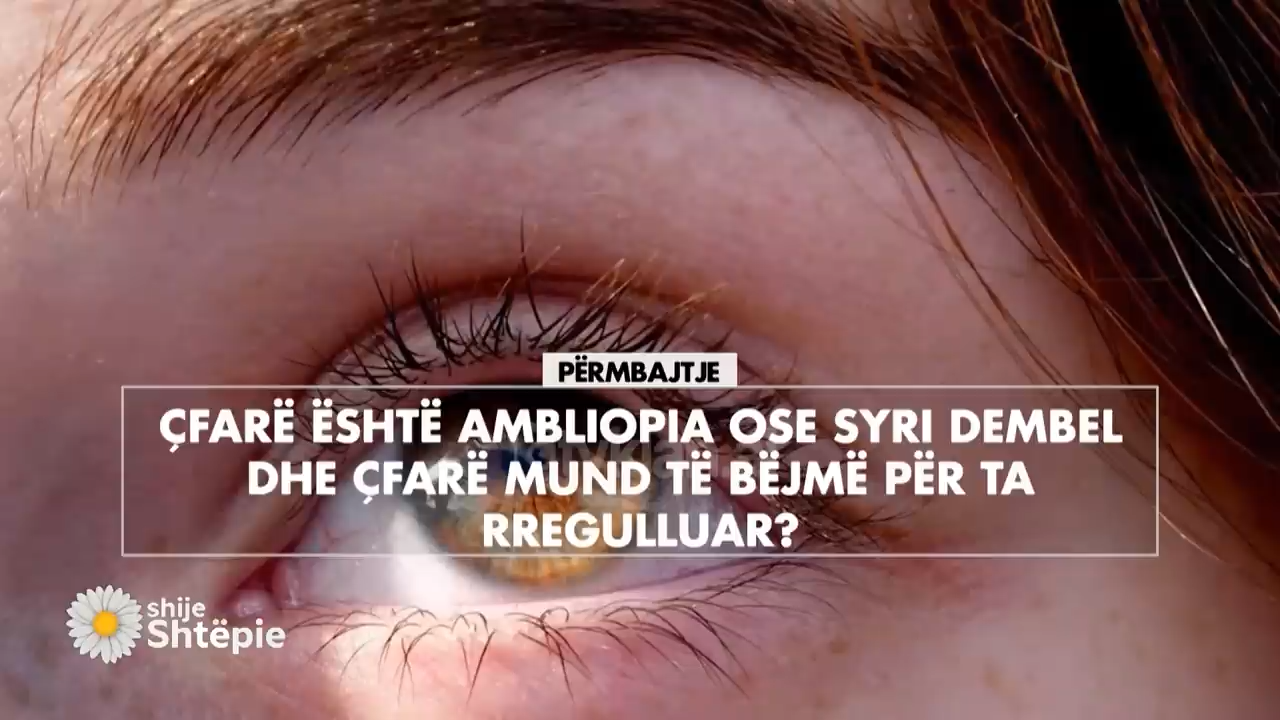 PËRMBAJTJE
ÇFARË ËSHTË AMBLIOPIA OSE SYRI DEMBEL
DHE ÇFARË MUND TË BËJMË PËR TA
RREGULLUAR?
shije
Shtëpie